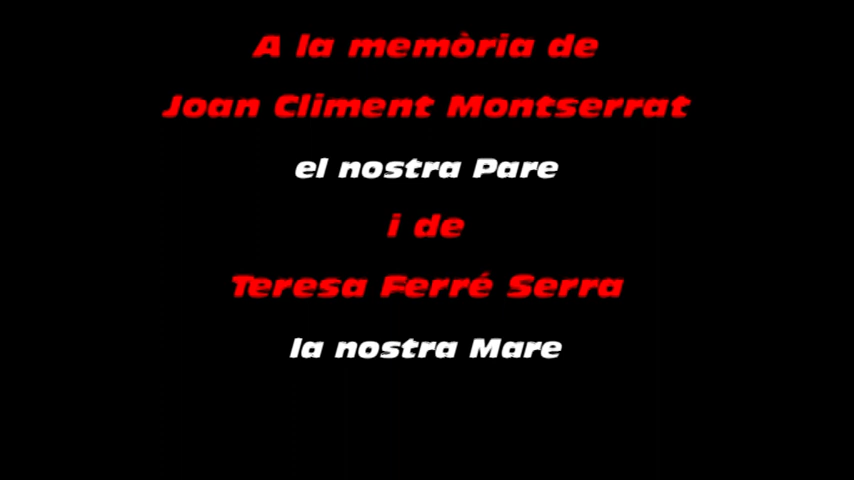 A la memòria de
Joan Climent Montserrat
el nostra Pare
i de
Teresa Ferré Serra
la nostra Mare